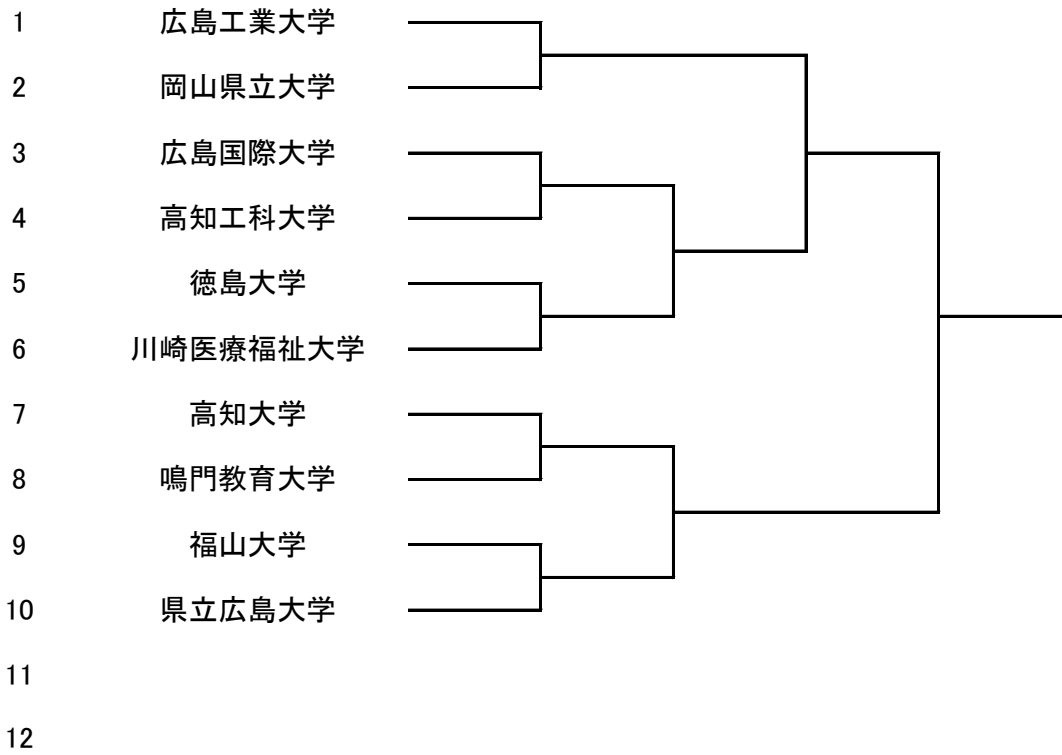 1 広島工業大学
2 岡山県立大学
3 広島国際大学
4 高知工科大学
5 徳島大学
6 川崎医療福祉大学
7 高知大学
8 鳴門教育大学
9 福山大学
10 県立広島大学
11
12